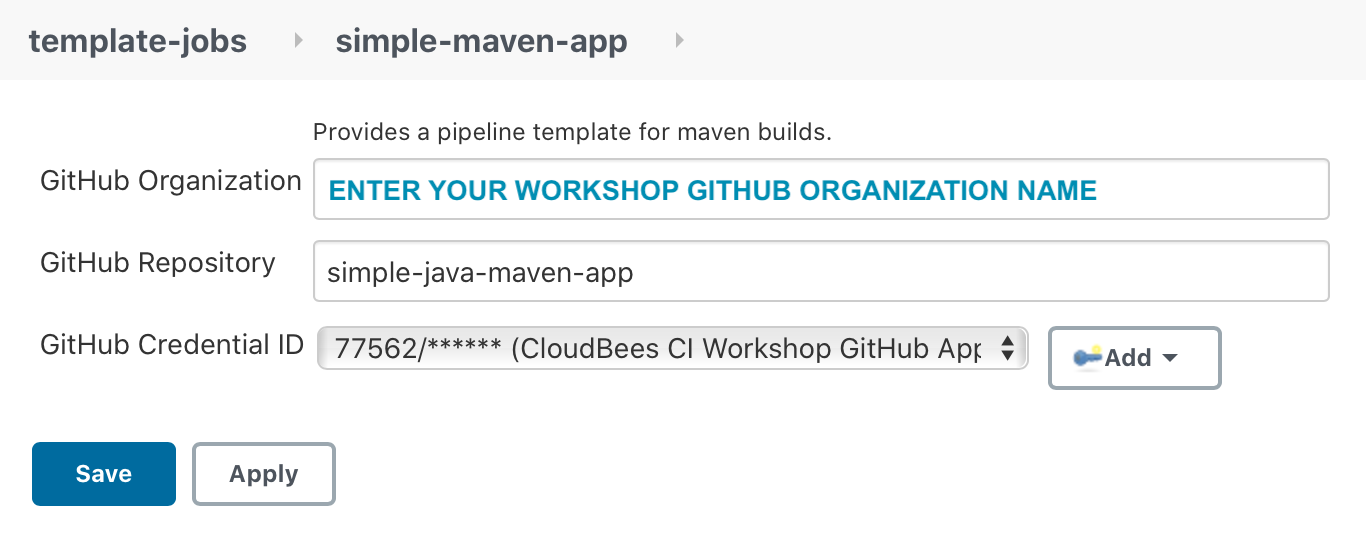 template-jobs simple-maven-app
Provides a pipeline template for maven builds.
GitHub Organization ENTER YOUR WORKSHOP GITHUB ORGANIZATION NAME
GitHub Repository simple-java-maven-app
GitHub Credential ID 77562/****** (CloudBees CI Workshop GitHub App Add
Save Apply